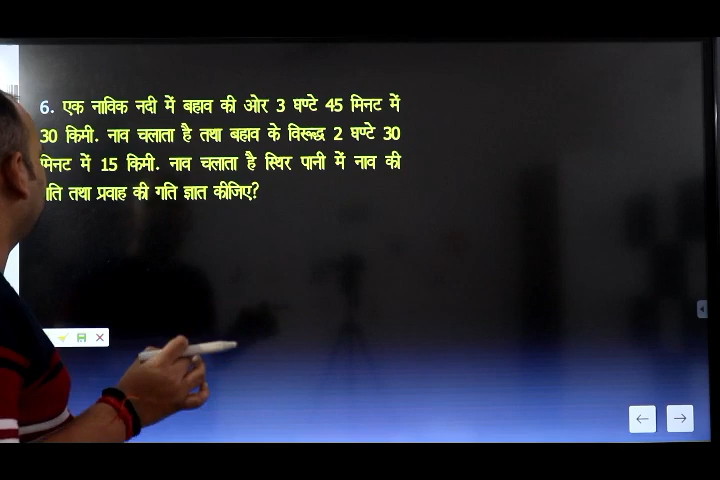 6. एक नाविक नदी में बहाव की ओर 3 घण्टे 45 मिनट में
30 किमी. नाव चलाता है तथा बहाव के विरूद्ध 2 घण्टे 30
मिनट में 15 किमी. नाव चलाता है स्थिर पानी में नाव की
गति तथा प्रवाह की गति ज्ञात कीजिए?